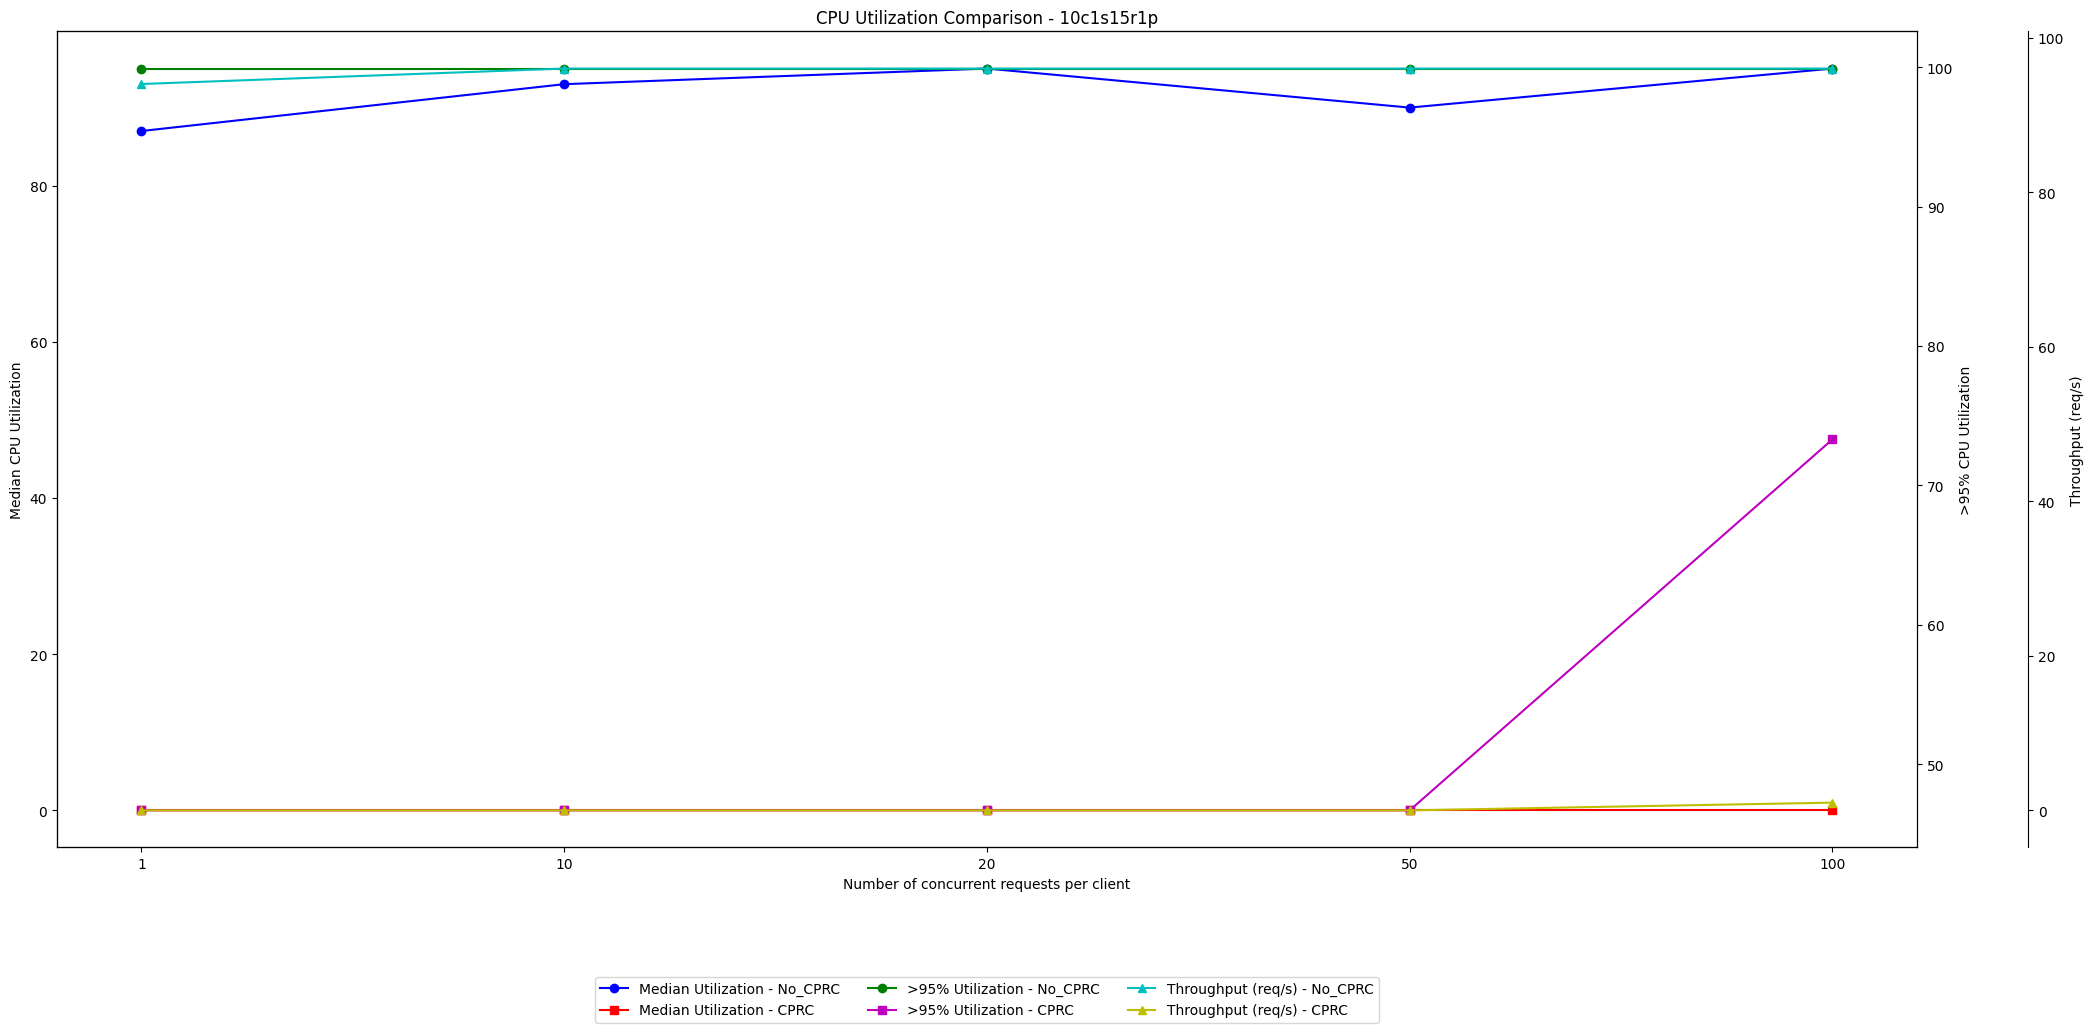 CPU Utilization Comparison - 10c1s15r1p
Median CPU Utilization
80
60
40
20
0
1
10
20
50
100
Number of concurrent requests per client
100
90
80
70
60
50
>95% CPU Utilization
100
80
60
40
20
0
Throughput (req/s)
Median Utilization - No_CPRC
Median Utilization - CPRC
>95% Utilization - No_CPRC
>95% Utilization - CPRC
Throughput (req/s) - No_CPRC
Throughput (req/s) - CPRC